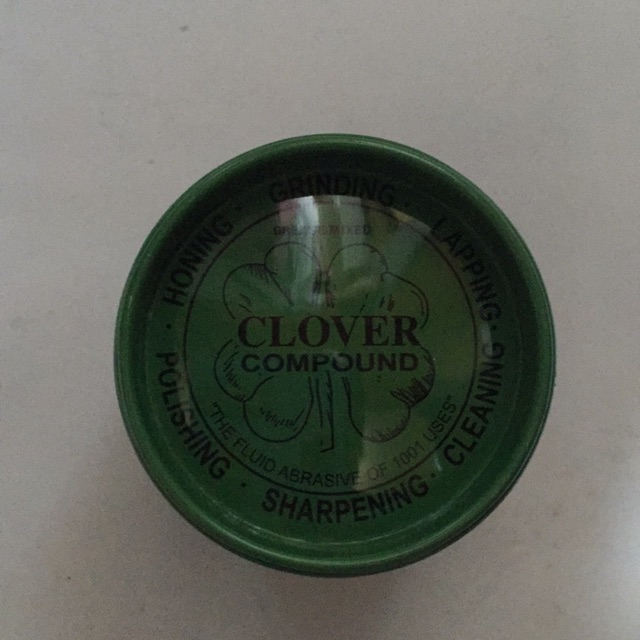 HONING · GRINDING · LAPPING · CLEANING · SHARPENING · POLISHING ·
CLOVER
COMPOUND
"THE FLUID ABRASIVE OF 1001 USES"